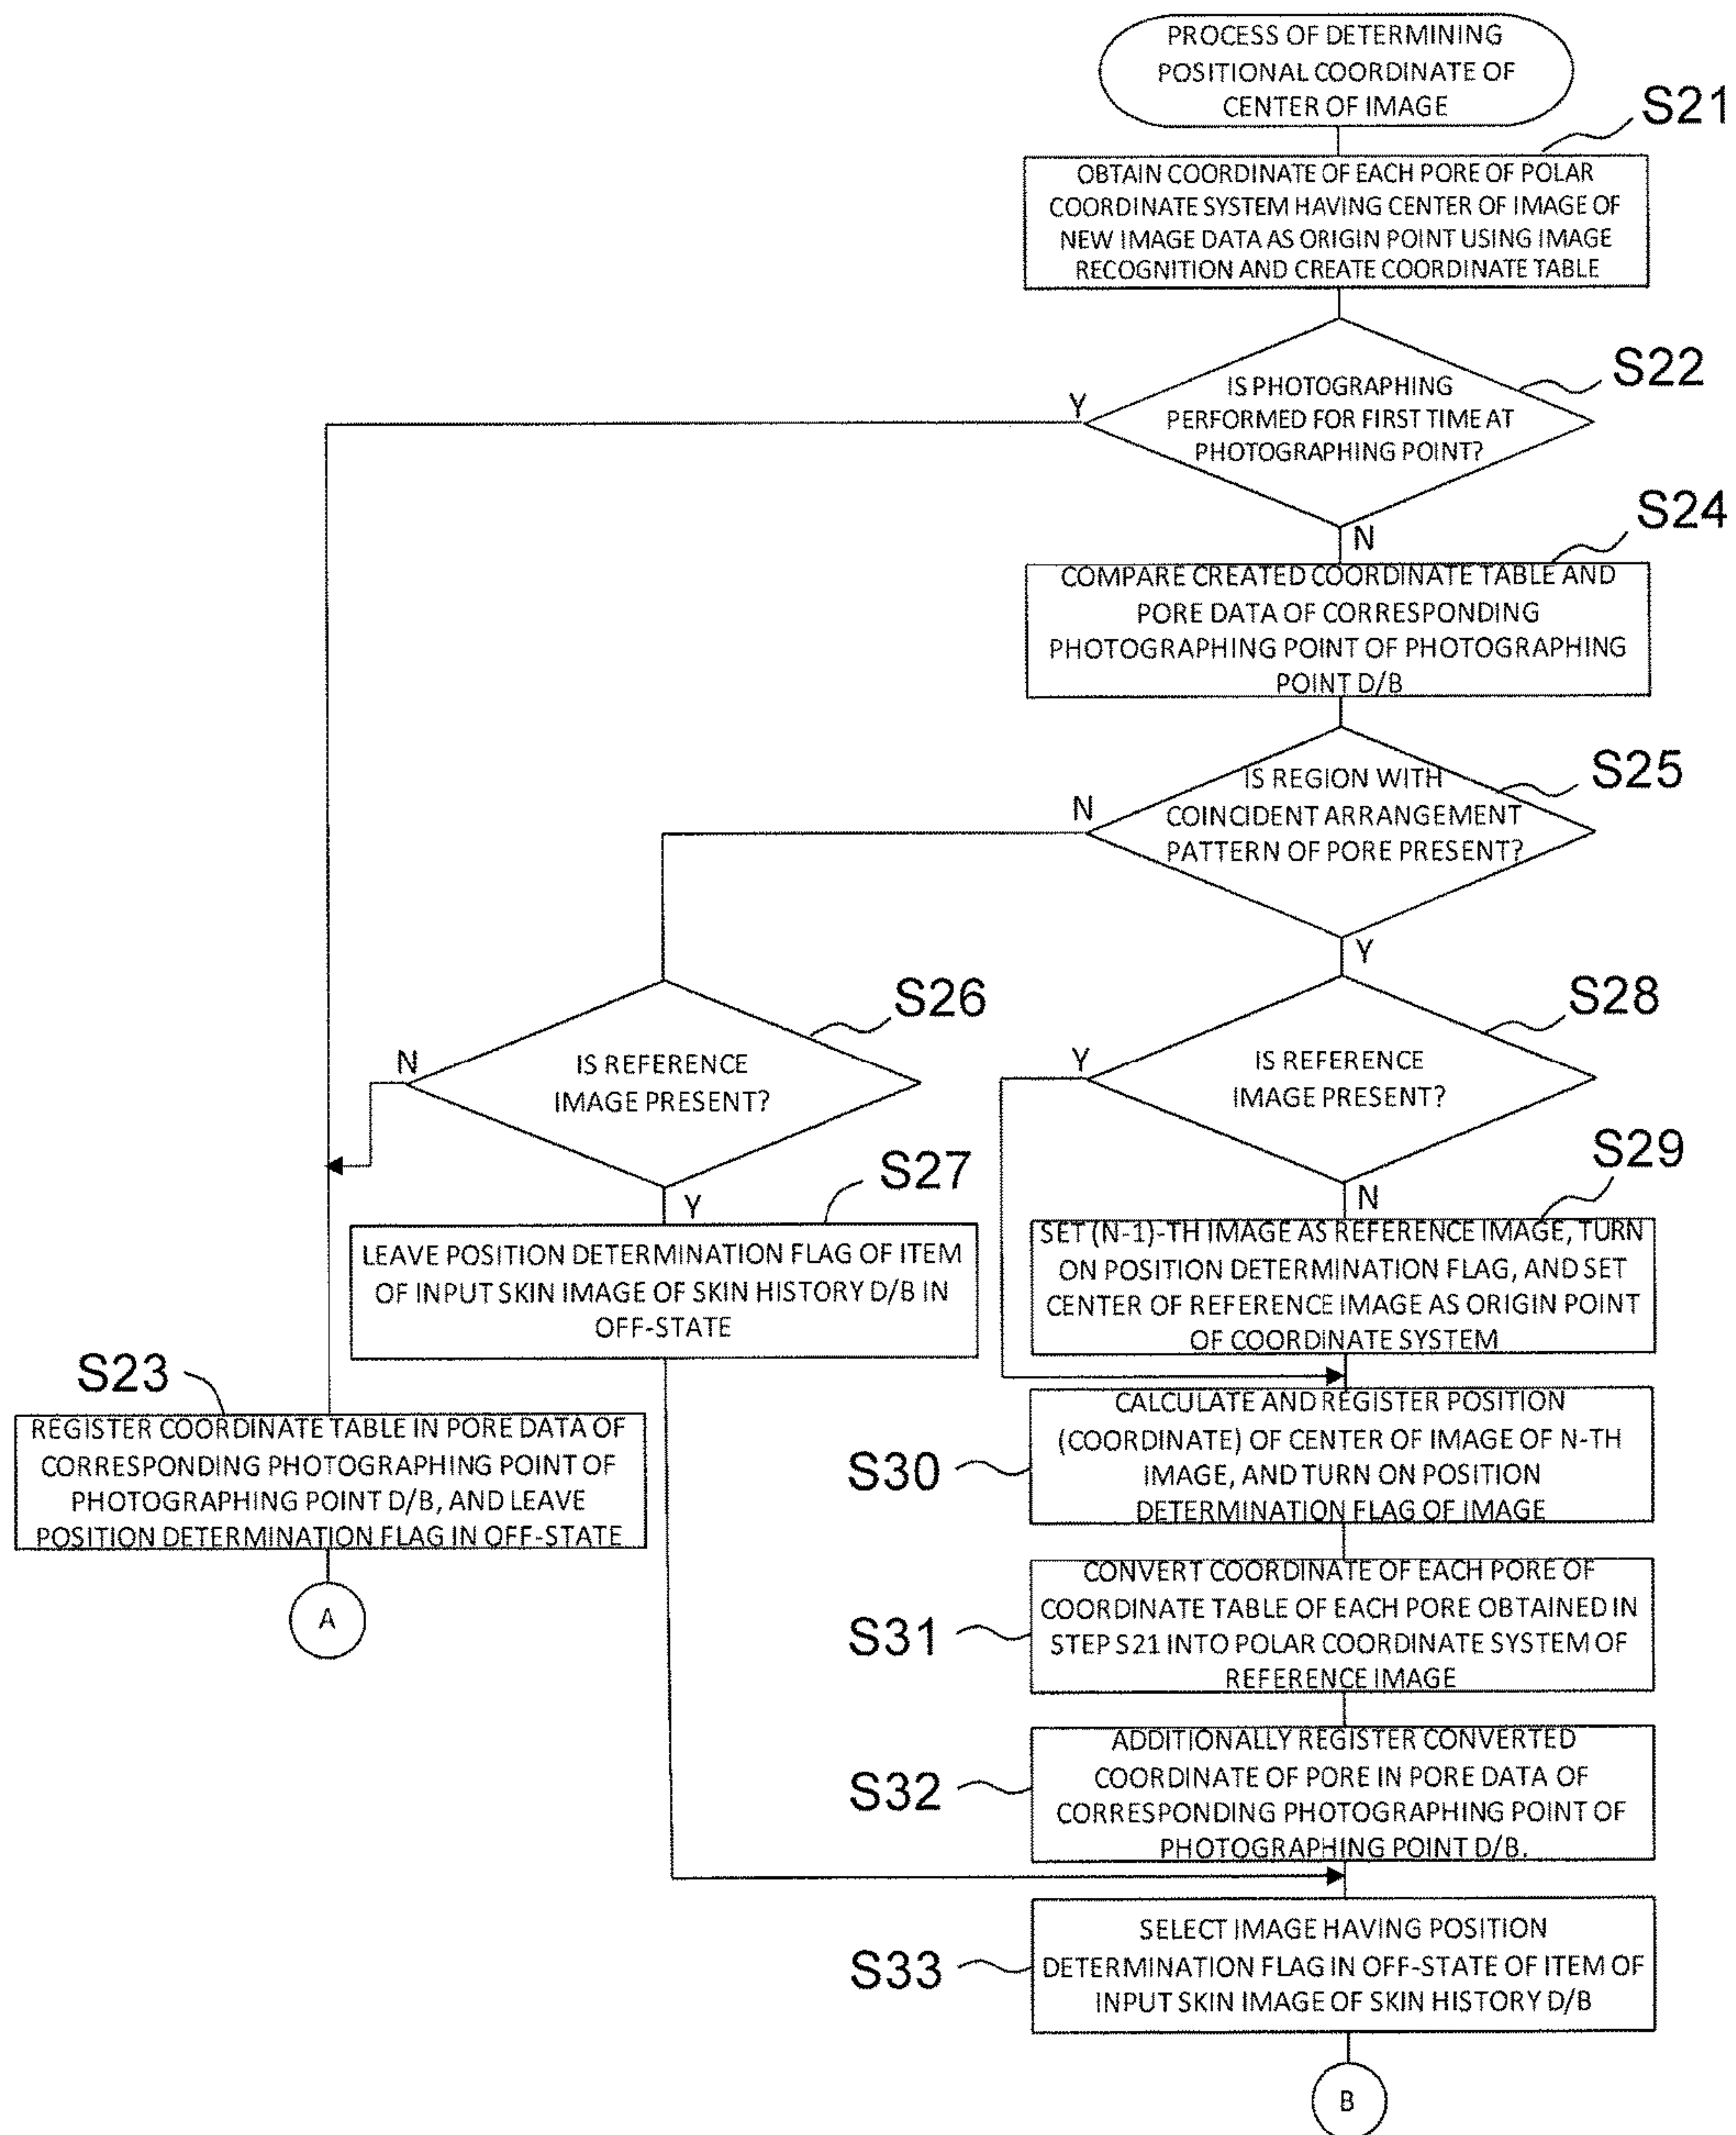 PROCESS OF DETERMINING
POSITIONAL COORDINATE OF
CENTER OF IMAGE
S21
OBTAIN COORDINATE OF EACH PORE OF POLAR
COORDINATE SYSTEM HAVING CENTER OF IMAGE OF
NEW IMAGE DATA AS ORIGIN POINT USING IMAGE
RECOGNITION AND CREATE COORDINATE TABLE
S22
IS PHOTOGRAPHING
PERFORMED FOR FIRST TIME AT
PHOTOGRAPHING POINT?
Y
N
S24
COMPARE CREATED COORDINATE TABLE AND
PORE DATA OF CORRESPONDING
PHOTOGRAPHING POINT OF PHOTOGRAPHING
POINT D/B
S25
IS REGION WITH
COINCIDENT ARRANGEMENT
PATTERN OF PORE PRESENT?
N
Y
S26
IS REFERENCE
IMAGE PRESENT?
N
Y
S28
IS REFERENCE
IMAGE PRESENT?
Y
N
S27
LEAVE POSITION DETERMINATION FLAG OF ITEM
OF INPUT SKIN IMAGE OF SKIN HISTORY D/B IN
OFF-STATE
S29
SET (N-1)-TH IMAGE AS REFERENCE IMAGE, TURN
ON POSITION DETERMINATION FLAG, AND SET
CENTER OF REFERENCE IMAGE AS ORIGIN POINT
OF COORDINATE SYSTEM
S23
REGISTER COORDINATE TABLE IN PORE DATA OF
CORRESPONDING PHOTOGRAPHING POINT OF
PHOTOGRAPHING POINT D/B, AND LEAVE
POSITION DETERMINATION FLAG IN OFF-STATE
A
S30
CALCULATE AND REGISTER POSITION
(COORDINATE) OF CENTER OF IMAGE OF N-TH
IMAGE, AND TURN ON POSITION
DETERMINATION FLAG OF IMAGE
S31
CONVERT COORDINATE OF EACH PORE OF
COORDINATE TABLE OF EACH PORE OBTAINED IN
STEP S21 INTO POLAR COORDINATE SYSTEM OF
REFERENCE IMAGE
S32
ADDITIONALLY REGISTER CONVERTED
COORDINATE OF PORE IN PORE DATA OF
CORRESPONDING PHOTOGRAPHING POINT OF
PHOTOGRAPHING POINT D/B.
S33
SELECT IMAGE HAVING POSITION
DETERMINATION FLAG IN OFF-STATE OF ITEM OF
INPUT SKIN IMAGE OF SKIN HISTORY D/B
B